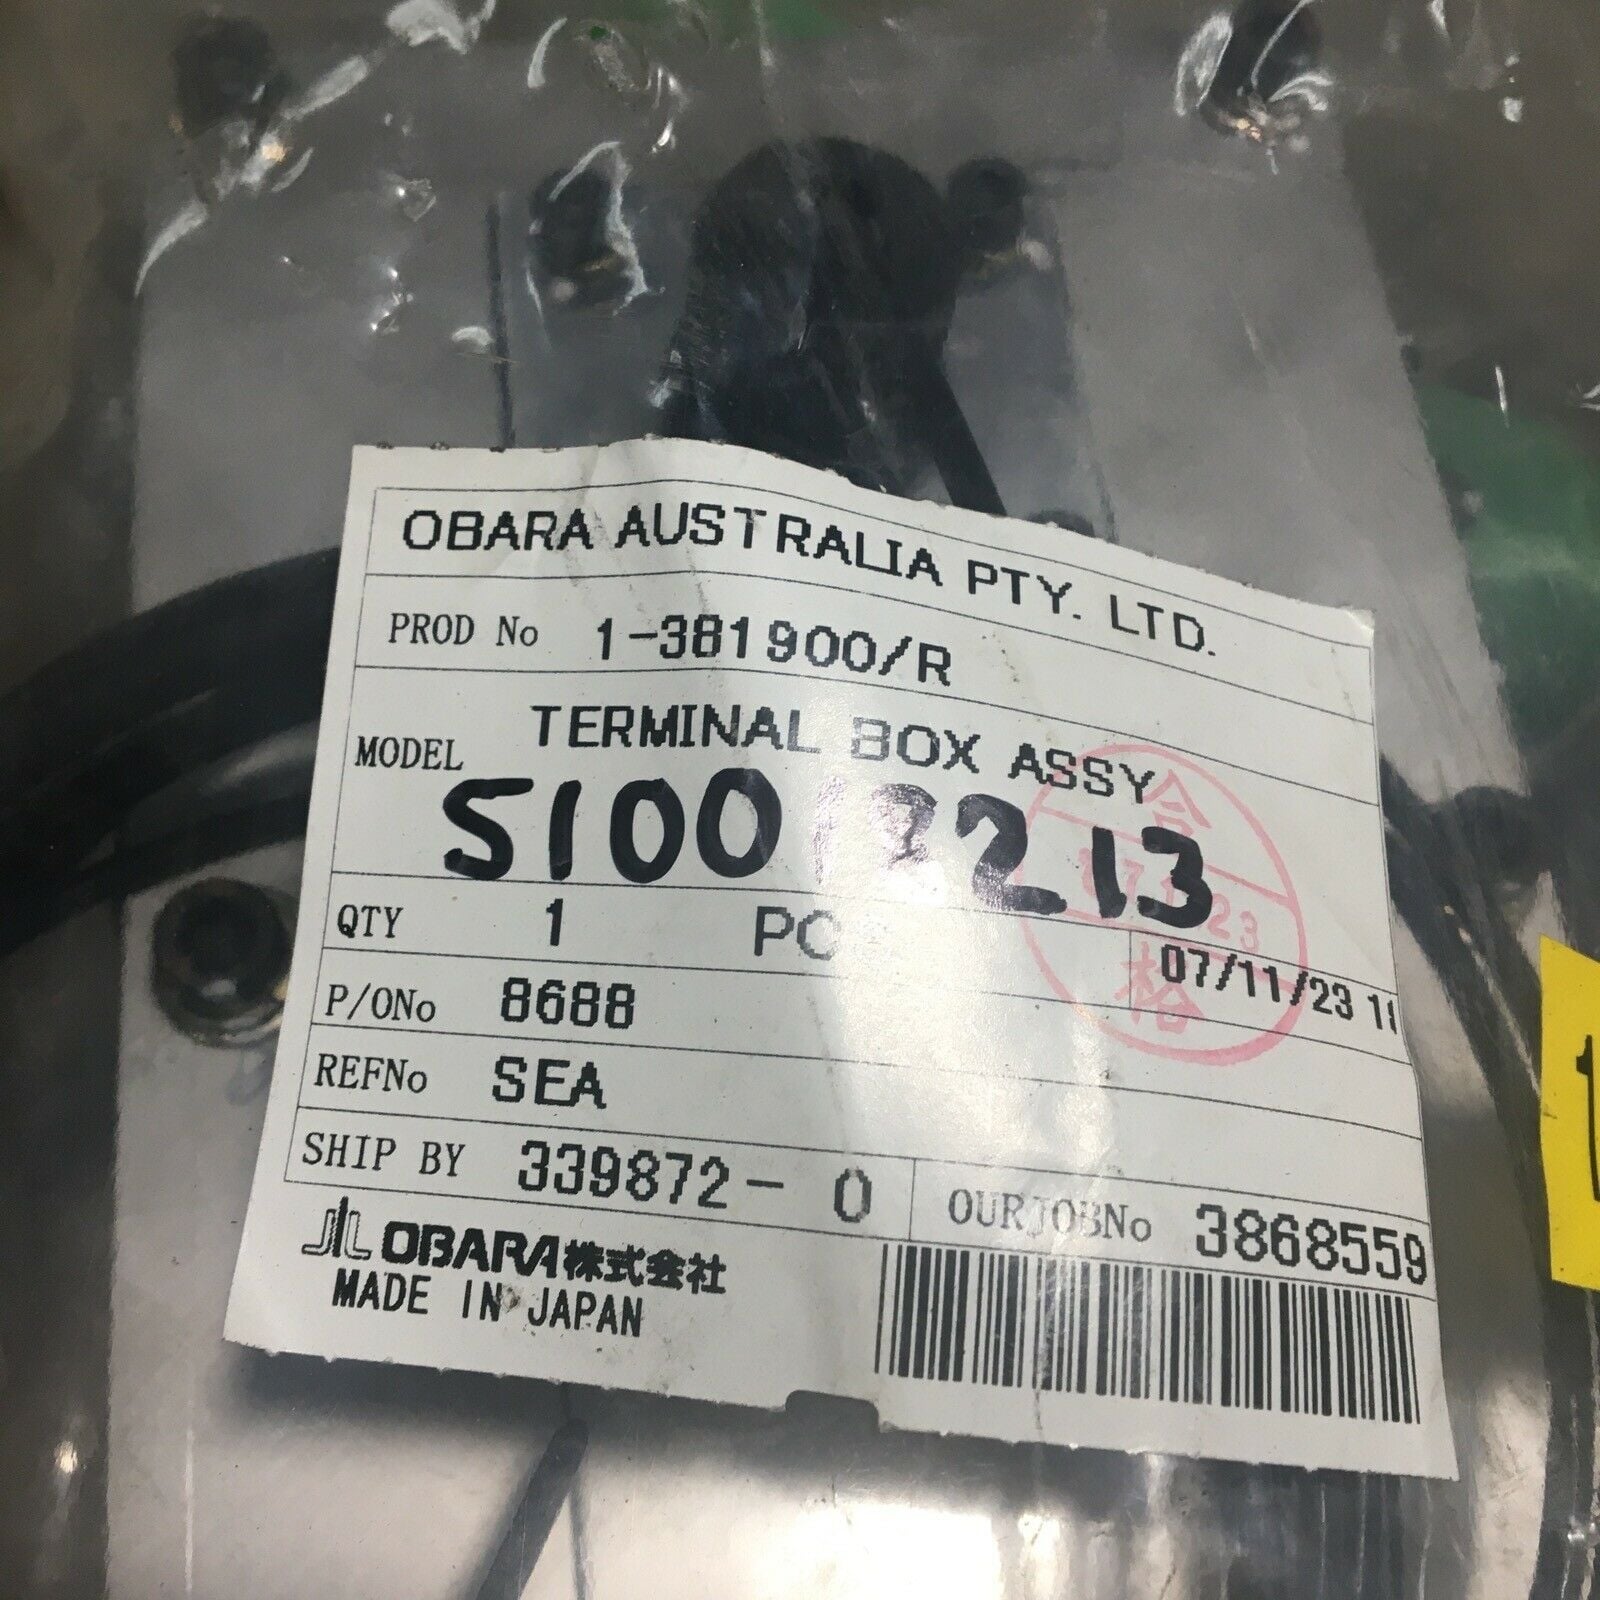 OBARA AUSTRALIA PTY. LTD.
PROD No 1-381900/R
MODEL TERMINAL BOX ASSY
QTY 1
合
格
07/11/23
P/ONo 8688
REFNo SEA
SHIP BY 339872- 0
OURJOBNo 3868559
OBARA株式会社
MADE IN JAPAN